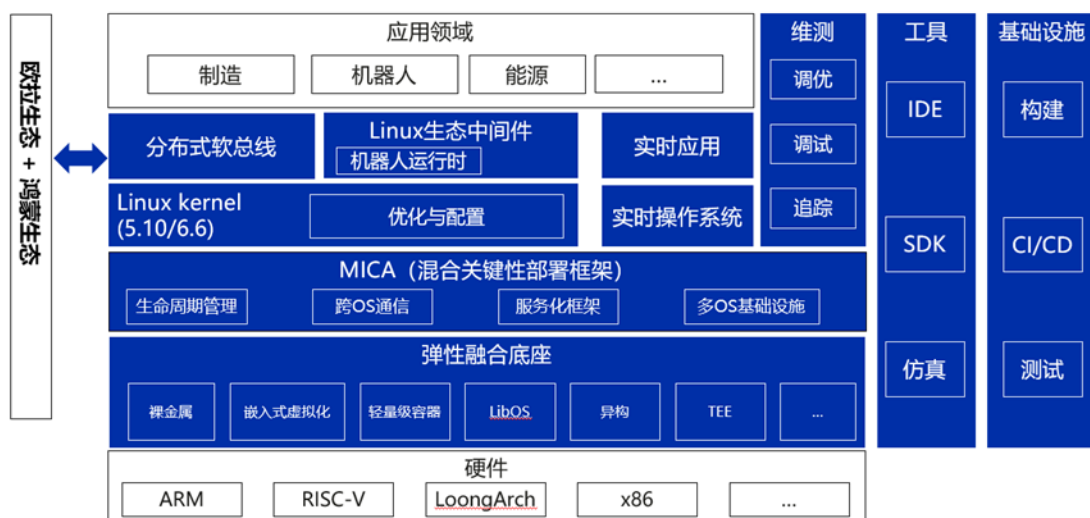 欧拉生态 + 鸿蒙生态
应用领域
制造
机器人
能源
...
分布式软总线
Linux生态中间件
机器人运行时
实时应用
Linux kernel
(5.10/6.6)
优化与配置
实时操作系统
维测
调优
调试
追踪
MICA（混合关键性部署框架）
生命周期管理
跨OS通信
服务化框架
多OS基础设施
弹性融合底座
裸金属
嵌入式虚拟化
轻量级容器
LibOS
异构
TEE
...
硬件
ARM
RISC-V
LoongArch
x86
...
工具
IDE
SDK
仿真
基础设施
构建
CI/CD
测试